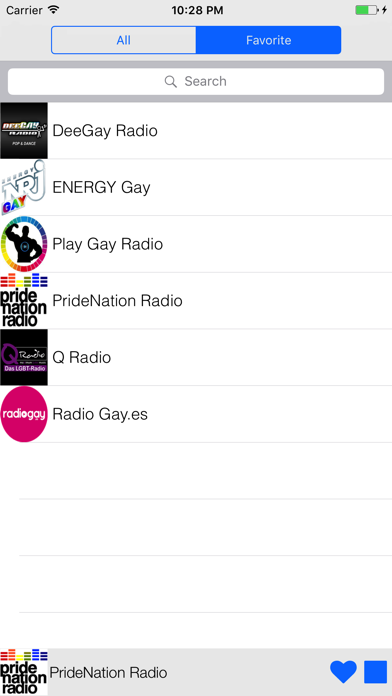 Carrier 10:28 PM
All Favorite
Search
DEEGAY
RADIO
POP & DANCE
DeeGay Radio
ENERGY
NRJ
GAY
ENERGY Gay
Play Gay Radio
pride
nation
radio
PrideNation Radio
Q Radio
Das LGBT-Radio
Q Radio
radiogay
Radio Gay.es
pride
nation
radio
PrideNation Radio